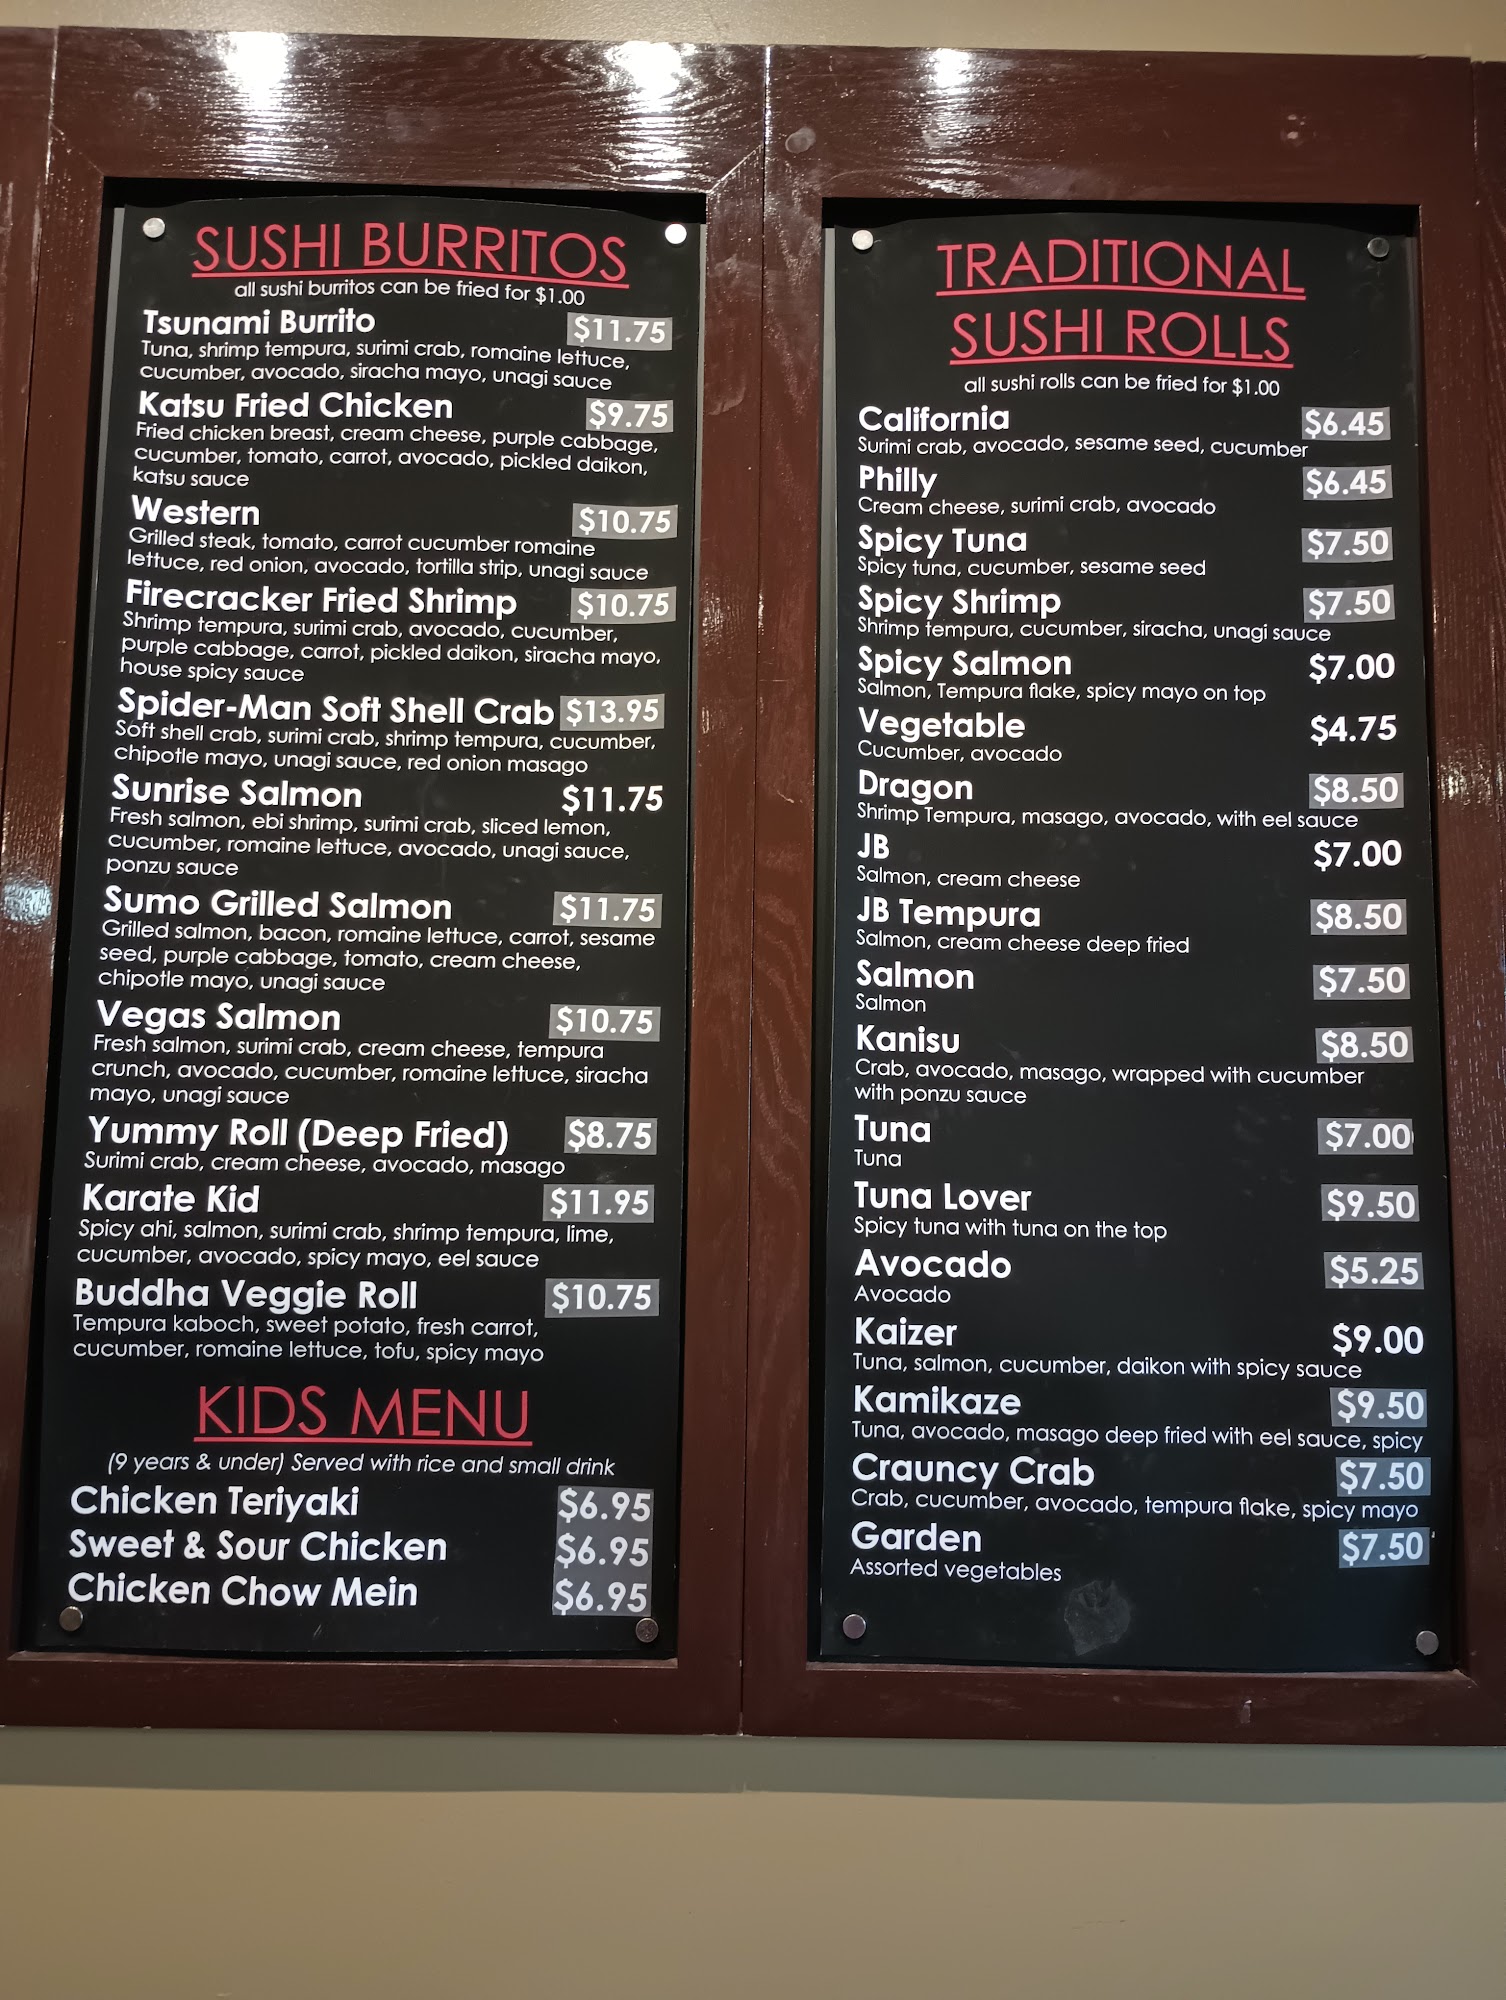 SUSHI BURRITOS
all sushi burritos can be fried for $1.00
Tsunami Burrito $11.75
Tuna, shrimp tempura, surimi crab, romaine lettuce,
cucumber, avocado, siracha mayo, unagi sauce
Katsu Fried Chicken $9.75
Fried chicken breast, cream cheese, purple cabbage,
cucumber, tomato, carrot, avocado, pickled daikon,
katsu sauce
Western $10.75
Grilled steak, tomato, carrot cucumber romaine
lettuce, red onion, avocado, tortilla strip, unagi sauce
Firecracker Fried Shrimp $10.75
Shrimp tempura, surimi crab, avocado, cucumber,
purple cabbage, carrot, pickled daikon, siracha mayo,
house spicy sauce
Spider-Man Soft Shell Crab $13.95
Soft shell crab, surimi crab, shrimp tempura, cucumber,
chipotle mayo, unagi sauce, red onion masago
Sunrise Salmon $11.75
Fresh salmon, ebi shrimp, surimi crab, sliced lemon,
cucumber, romaine lettuce, avocado, unagi sauce,
ponzu sauce
Sumo Grilled Salmon $11.75
Grilled salmon, bacon, romaine lettuce, carrot, sesame
seed, purple cabbage, tomato, cream cheese,
chipotle mayo, unagi sauce
Vegas Salmon $10.75
Fresh salmon, surimi crab, cream cheese, tempura
crunch, avocado, cucumber, romaine lettuce, siracha
mayo, unagi sauce
Yummy Roll (Deep Fried) $8.75
Surimi crab, cream cheese, avocado, masago
Karate Kid $11.95
Spicy ahi, salmon, surimi crab, shrimp tempura, lime,
cucumber, avocado, spicy mayo, eel sauce
Buddha Veggie Roll $10.75
Tempura kaboch, sweet potato, fresh carrot,
cucumber, romaine lettuce, tofu, spicy mayo
KIDS MENU
(9 years & under) Served with rice and small drink
Chicken Teriyaki $6.95
Sweet & Sour Chicken $6.95
Chicken Chow Mein $6.95
TRADITIONAL
SUSHI ROLLS
all sushi rolls can be fried for $1.00
California $6.45
Surimi crab, avocado, sesame seed, cucumber
Philly $6.45
Cream cheese, surimi crab, avocado
Spicy Tuna $7.50
Spicy tuna, cucumber, sesame seed
Spicy Shrimp $7.50
Shrimp tempura, cucumber, siracha, unagi sauce
Spicy Salmon $7.00
Salmon, Tempura flake, spicy mayo on top
Vegetable $4.75
Cucumber, avocado
Dragon $8.50
Shrimp Tempura, masago, avocado, with eel sauce
JB $7.00
Salmon, cream cheese
JB Tempura $8.50
Salmon, cream cheese deep fried
Salmon $7.50
Salmon
Kanisu $8.50
Crab, avocado, masago, wrapped with cucumber
with ponzu sauce
Tuna $7.00
Tuna
Tuna Lover $9.50
Spicy tuna with tuna on the top
Avocado $5.25
Avocado
Kaizer $9.00
Tuna, salmon, cucumber, daikon with spicy sauce
Kamikaze $9.50
Tuna, avocado, masago deep fried with eel sauce, spicy
Crauncy Crab $7.50
Crab, cucumber, avocado, tempura flake, spicy mayo
Garden $7.50
Assorted vegetables